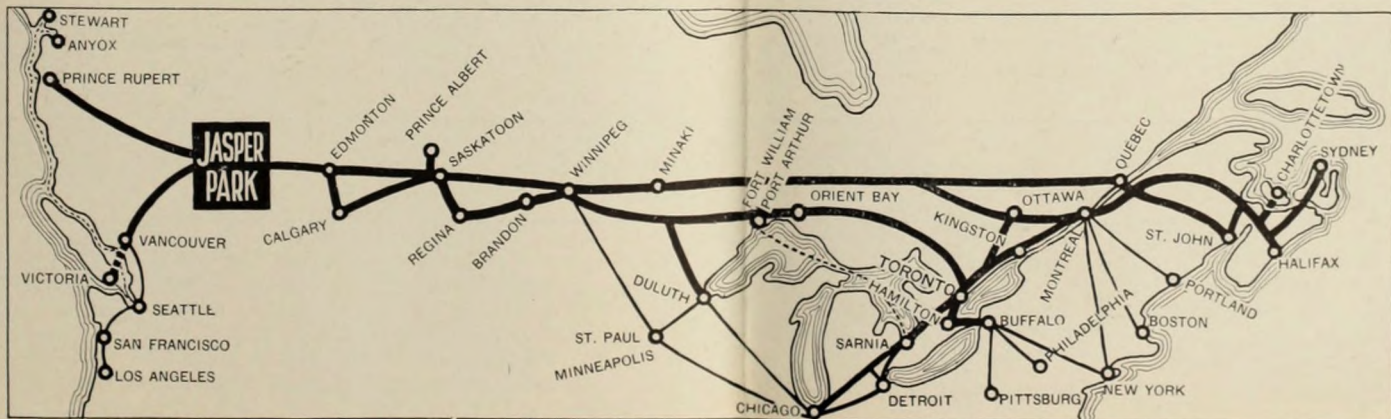 STEWART
ANYOX
PRINCE RUPERT
JASPER
PARK
EDMONTON
PRINCE ALBERT
SASKATOON
WINNIPEG
MINAKI
FORT WILLIAM
PORT ARTHUR
ORIENT BAY
OTTAWA
QUEBEC
CHARLOTTETOWN
SYDNEY
VANCOUVER
CALGARY
REGINA
BRANDON
KINGSTON
MONTREAL
ST. JOHN
HALIFAX
VICTORIA
SEATTLE
DULUTH
TORONTO
HAMILTON
PORTLAND
SAN FRANCISCO
ST. PAUL
MINNEAPOLIS
SARNIA
BUFFALO
PHILADELPHIA
BOSTON
LOS ANGELES
CHICAGO
DETROIT
PITTSBURG
NEW YORK